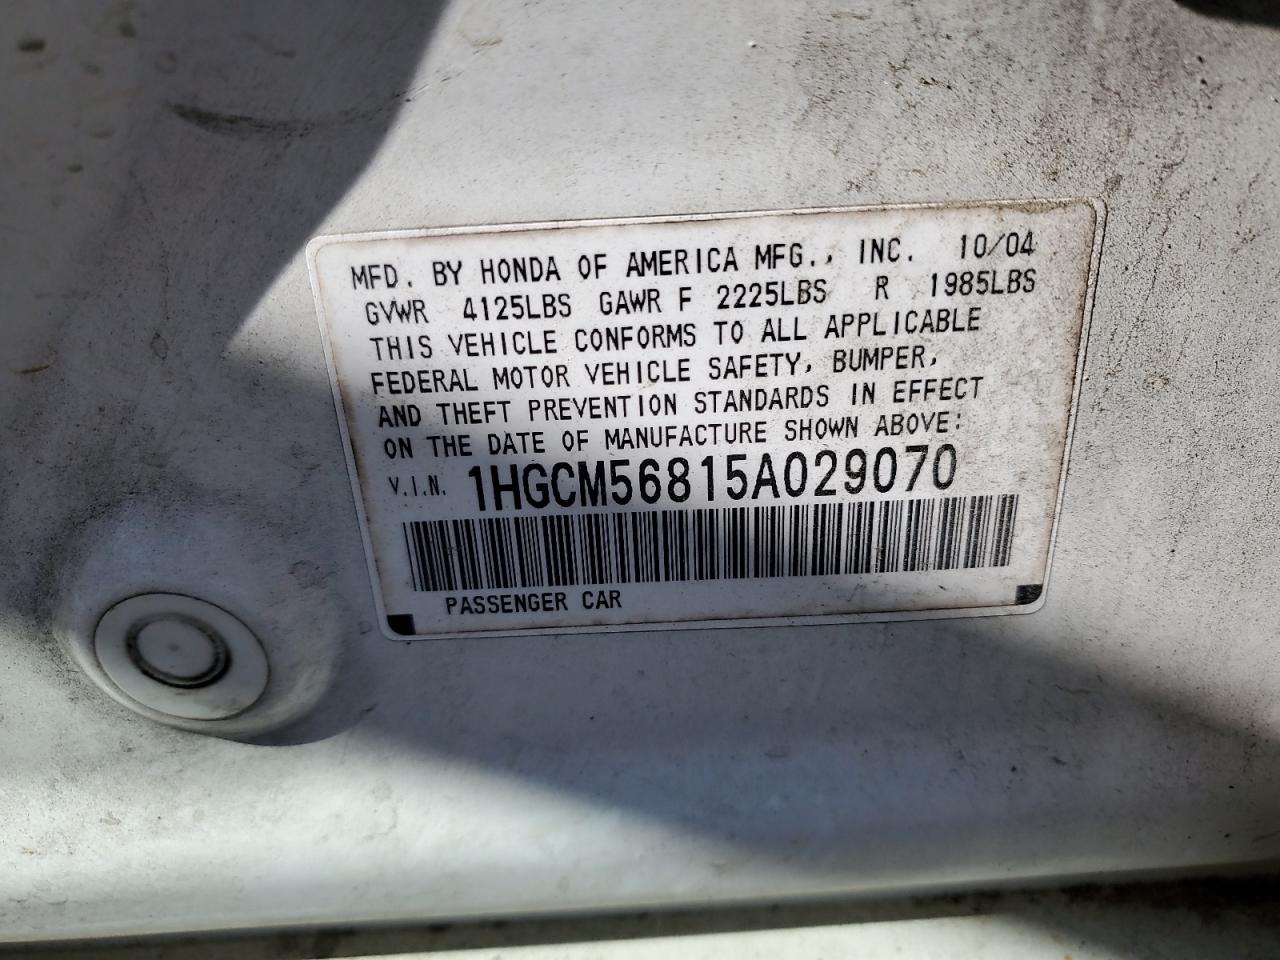 MFD. BY HONDA OF AMERICA MFG., INC. 10/04
GVWR 4125LBS GAWR F 2225LBS R 1985LBS
THIS VEHICLE CONFORMS TO ALL APPLICABLE
FEDERAL MOTOR VEHICLE SAFETY, BUMPER,
AND THEFT PREVENTION STANDARDS IN EFFECT
ON THE DATE OF MANUFACTURE SHOWN ABOVE:
V.I.N. 1HGCM56815A029070
PASSENGER CAR